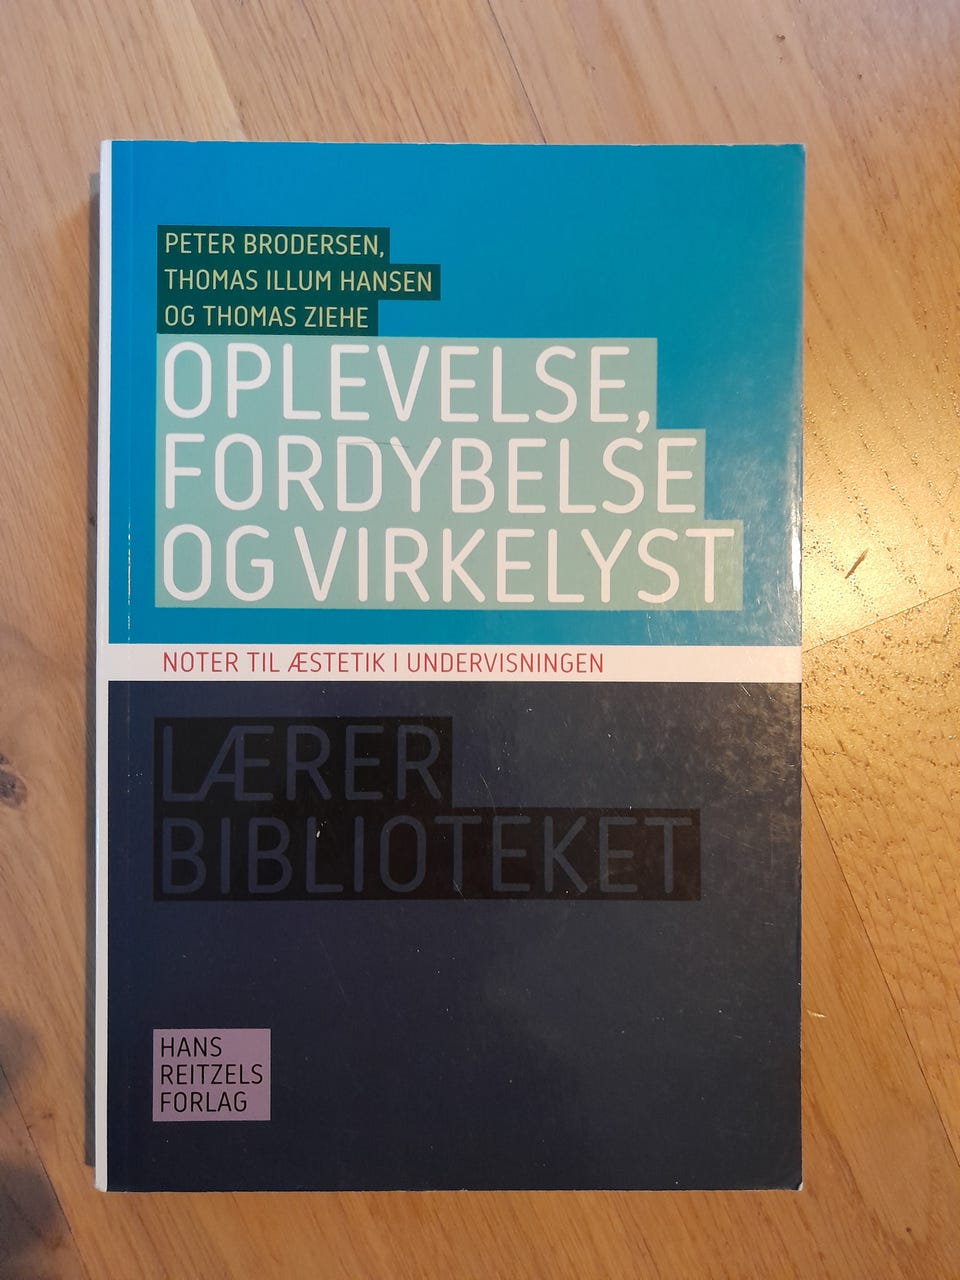 PETER BRODERSEN,
THOMAS ILLUM HANSEN
OG THOMAS ZIEHE
OPLEVELSE,
FORDYBELSE
OG VIRKELYST
NOTER TIL ÆSTETIK I UNDERVISNINGEN
LÆRER
BIBLIOTEKET
HANS
REITZELS
FORLAG